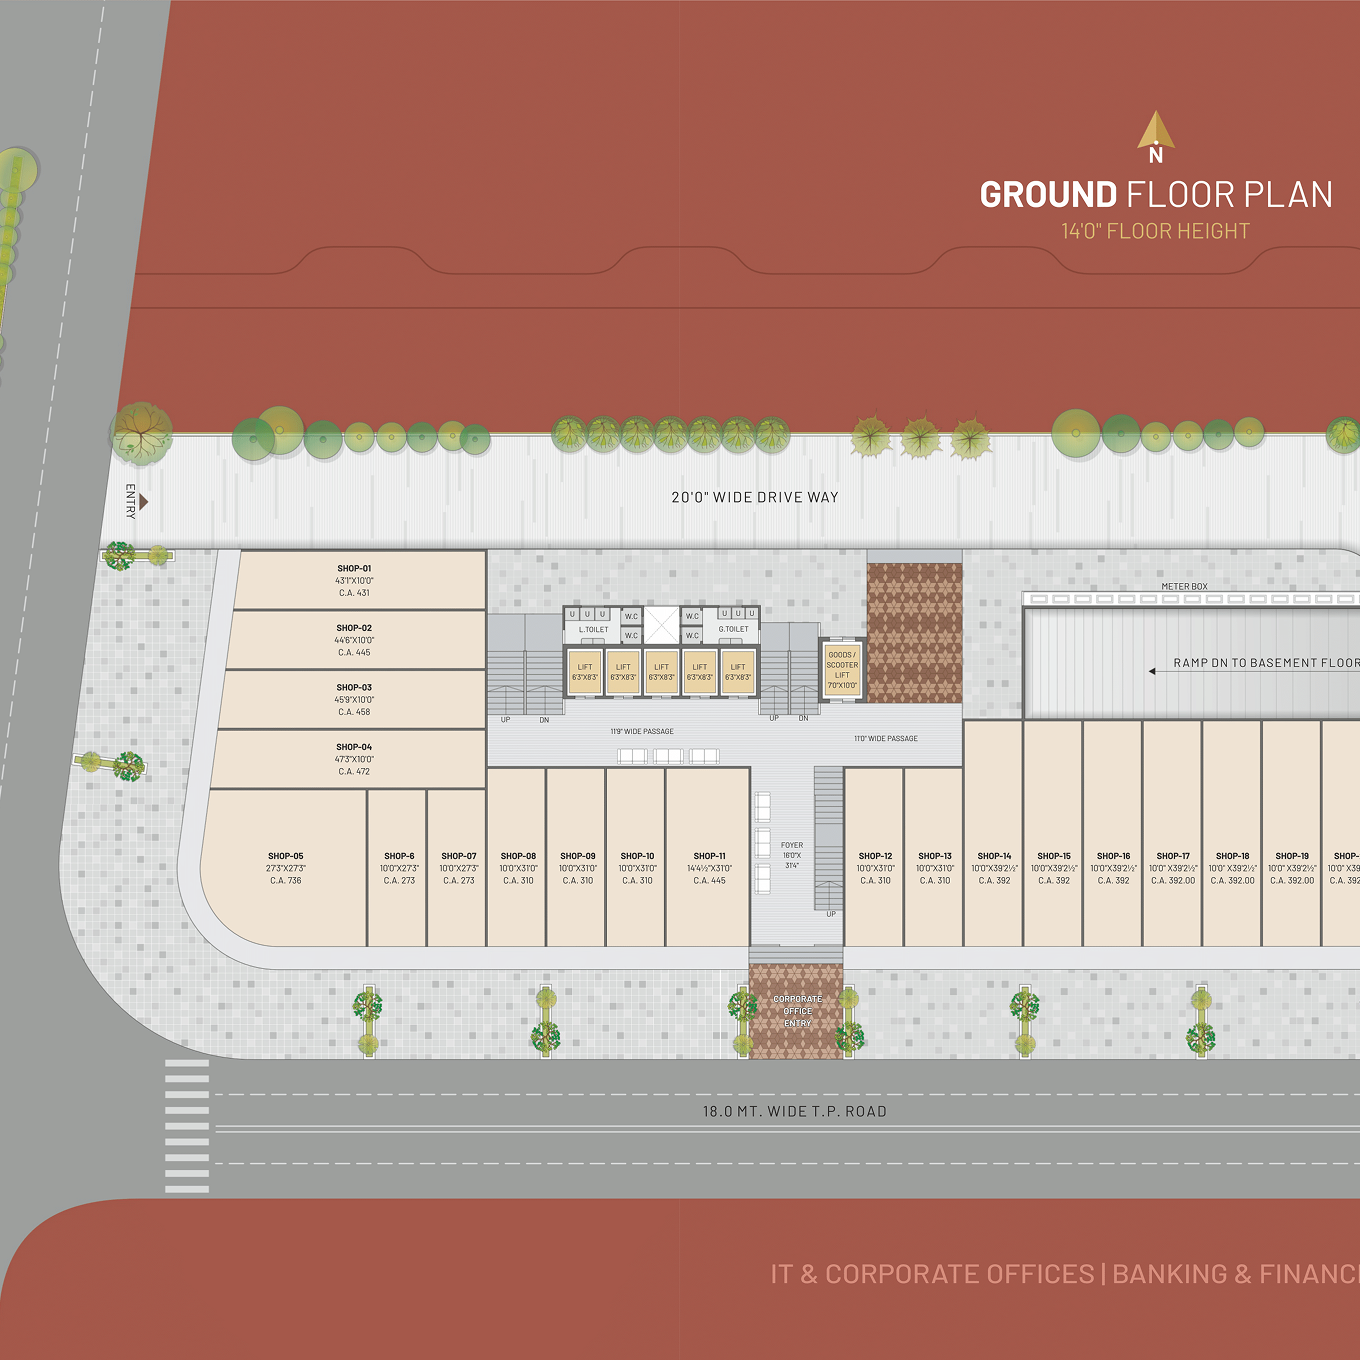 N
GROUND FLOOR PLAN
14'0" FLOOR HEIGHT
ENTRY
20'0" WIDE DRIVE WAY
METER BOX
RAMP DN TO BASEMENT FLOOR
SHOP-01
43'1"X10'0"
C.A. 431
SHOP-02
44'6"X10'0"
C.A. 445
SHOP-03
45'9"X10'0"
C.A. 458
SHOP-04
47'3"X10'0"
C.A. 472
U U U
W.C
W.C
L.TOILET
W.C
W.C
U U U
G.TOILET
LIFT
6'3"X8'3"
LIFT
6'3"X8'3"
LIFT
6'3"X8'3"
LIFT
6'3"X8'3"
LIFT
6'3"X8'3"
GOODS /
SCOOTER
LIFT
7'0"X10'0"
UP
DN
UP
DN
11'9" WIDE PASSAGE
11'0" WIDE PASSAGE
SHOP-05
27'3"X27'3"
C.A. 736
SHOP-6
10'0"X27'3
C.A. 273
SHOP-07
10'0"X27'3
C.A. 273
SHOP-08
10'0"X31'0"
C.A. 310
SHOP-09
10'0"X31'0"
C.A. 310
SHOP-10
10'0"X31'0"
C.A. 310
SHOP-11
14'4½"X31'0"
C.A. 445
FOYER
16'0"X
31'4"
UP
SHOP-12
10'0"X31'0"
C.A. 310
SHOP-13
10'0"X31'0"
C.A. 310
SHOP-14
10'0"X39'2½"
C.A. 392
SHOP-15
10'0"X39'2½"
C.A. 392
SHOP-16
10'0"X39'2½"
C.A. 392
SHOP-17
10'0" X39'2½"
C.A. 392.00
SHOP-18
10'0" X39'2½"
C.A. 392.00
SHOP-19
10'0" X39'2½"
C.A. 392.00
SHOP-
10'0" X39
C.A. 392
CORPORATE
OFFICE
ENTRY
18.0 MT. WIDE T.P. ROAD
IT & CORPORATE OFFICES | BANKING & FINANC